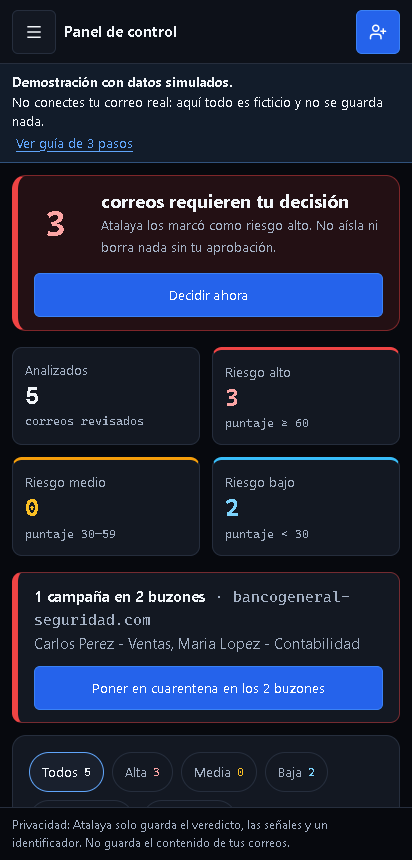 Panel de control
Demostración con datos simulados.
No conectes tu correo real: aquí todo es ficticio y no se guarda
nada.
Ver guía de 3 pasos
3
correos requieren tu decisión
Atalaya los marcó como riesgo alto. No aísla ni
borra nada sin tu aprobación.
Decidir ahora
Analizados
5
correos revisados
Riesgo alto
3
puntaje ≥ 60
Riesgo medio
0
puntaje 30–59
Riesgo bajo
2
puntaje < 30
1 campaña en 2 buzones · bancogeneral-
seguridad.com
Carlos Perez - Ventas, Maria Lopez - Contabilidad
Poner en cuarentena en los 2 buzones
Todos 5 Alta 3 Media 0 Baja 2
Privacidad: Atalaya solo guarda el veredicto, las señales y un
identificador. No guarda el contenido de tus correos.